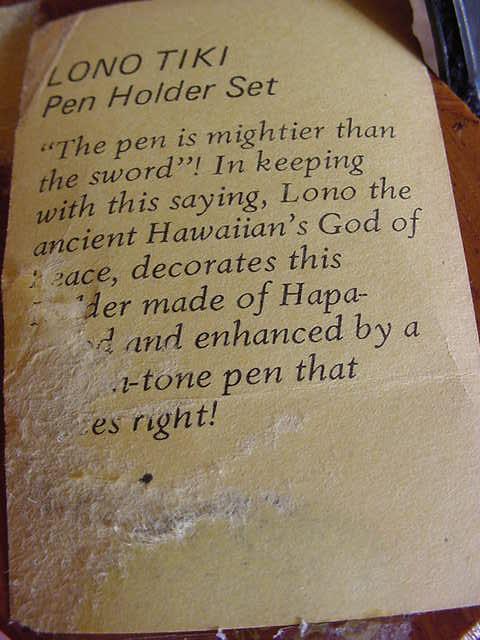 LONO TIKI
Pen Holder Set
“The pen is mightier than
the sword”! In keeping
with this saying, Lono the
ancient Hawaiian's God of
decorates this
made of Hapa-
and enhanced by a
pen that
right!